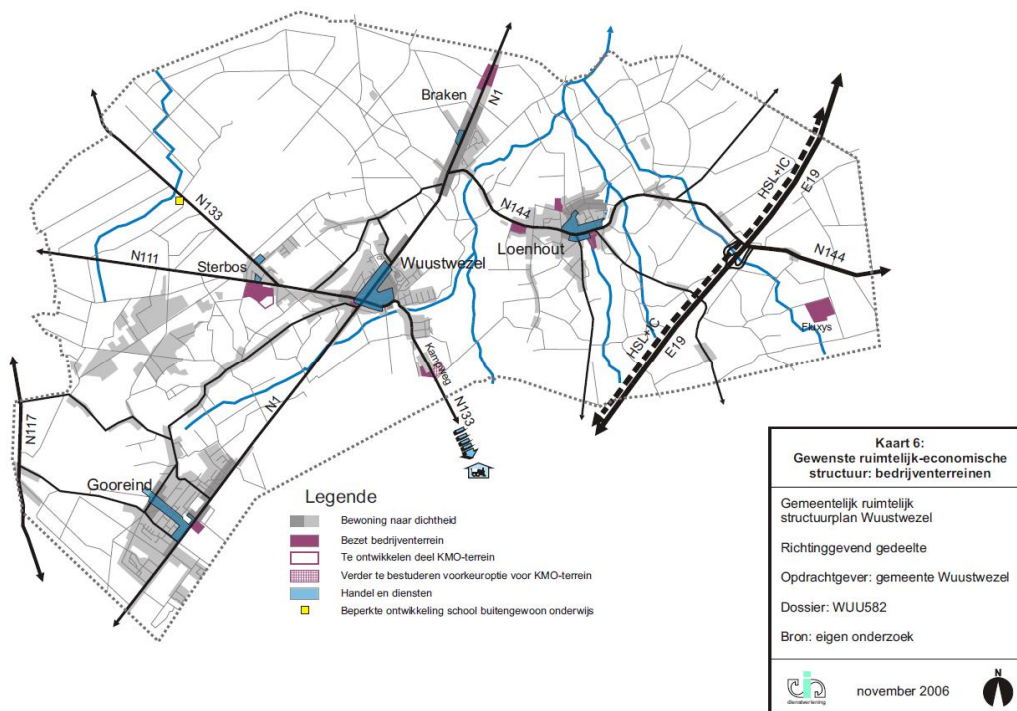 Braken
N1
HSL+IC
E19
N133
N144
Loenhout
N144
N111
Sterbos
Wuustwezel
Fluxys
HSL+IC
E19
Kampweg
N1
N133
N117
Gooreind
Legende
Bewoning naar dichtheid
Bezet bedrijventerrein
Te ontwikkelen deel KMO-terrein
Verder te bestuderen voorkeuroptie voor KMO-terrein
Handel en diensten
Beperkte ontwikkeling school buitengewoon onderwijs
Kaart 6:
Gewenste ruimtelijk-economische
structuur: bedrijventerreinen
Gemeentelijk ruimtelijk
structuurplan Wuustwezel
Richtinggevend gedeelte
Opdrachtgever: gemeente Wuustwezel
Dossier: WUU582
Bron: eigen onderzoek
dienstverlening
november 2006
N